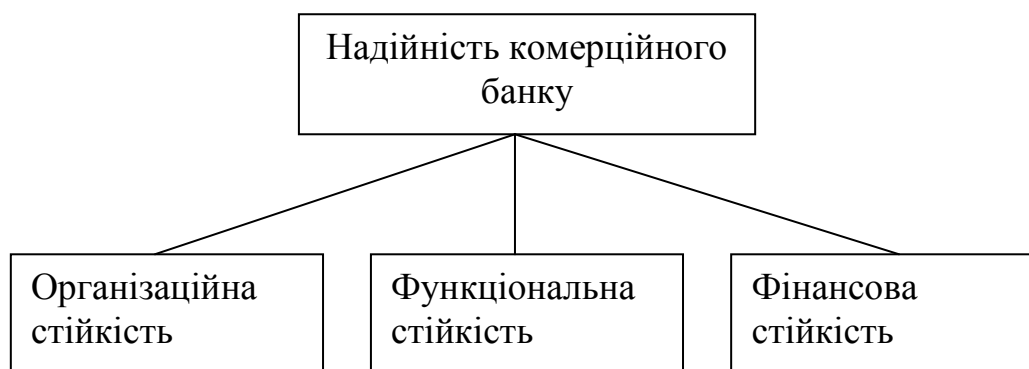 Надійність комерційного
банку
Організаційна
стійкість
Функціональна
стійкість
Фінансова
стійкість